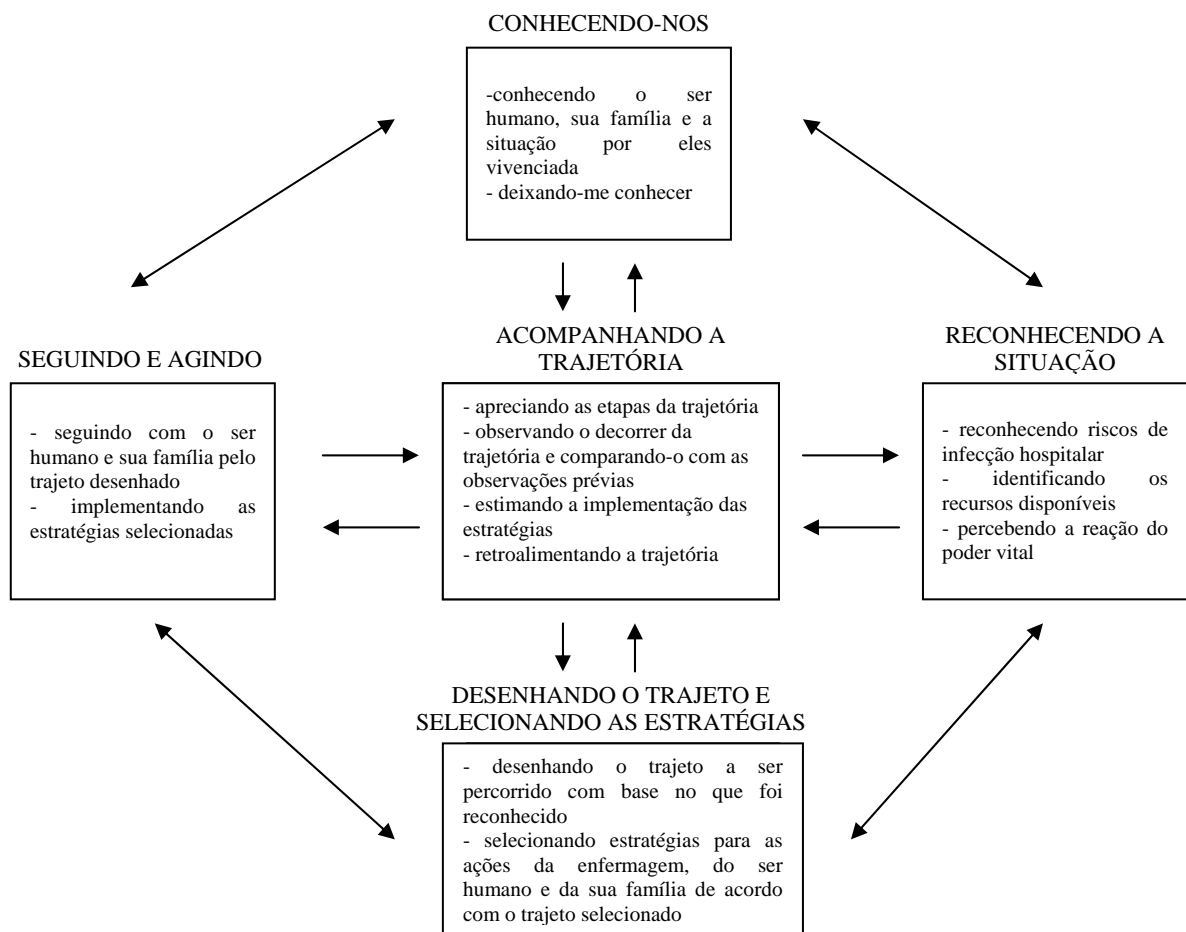 CONHECENDO-NOS
-conhecendo o ser
humano, sua família e a
situação por eles
vivenciada
- deixando-me conhecer
SEGUINDO E AGINDO
- seguindo com o ser
humano e sua família pelo
trajeto desenhado
- implementando as
estratégias selecionadas
ACOMPANHANDO A
TRAJETÓRIA
- apreciando as etapas da trajetória
- observando o decorrer da
trajetória e comparando-o com as
observações prévias
- estimando a implementação das
estratégias
- retroalimentando a trajetória
RECONHECENDO A
SITUAÇÃO
- reconhecendo riscos de
infecção hospitalar
- identificando os
recursos disponíveis
- percebendo a reação do
poder vital
DESENHANDO O TRAJETO E
SELECIONANDO AS ESTRATÉGIAS
- desenhando o trajeto a ser
percorrido com base no que foi
reconhecido
- selecionando estratégias para as
ações da enfermagem, do ser
humano e da sua família de acordo
com o trajeto selecionado